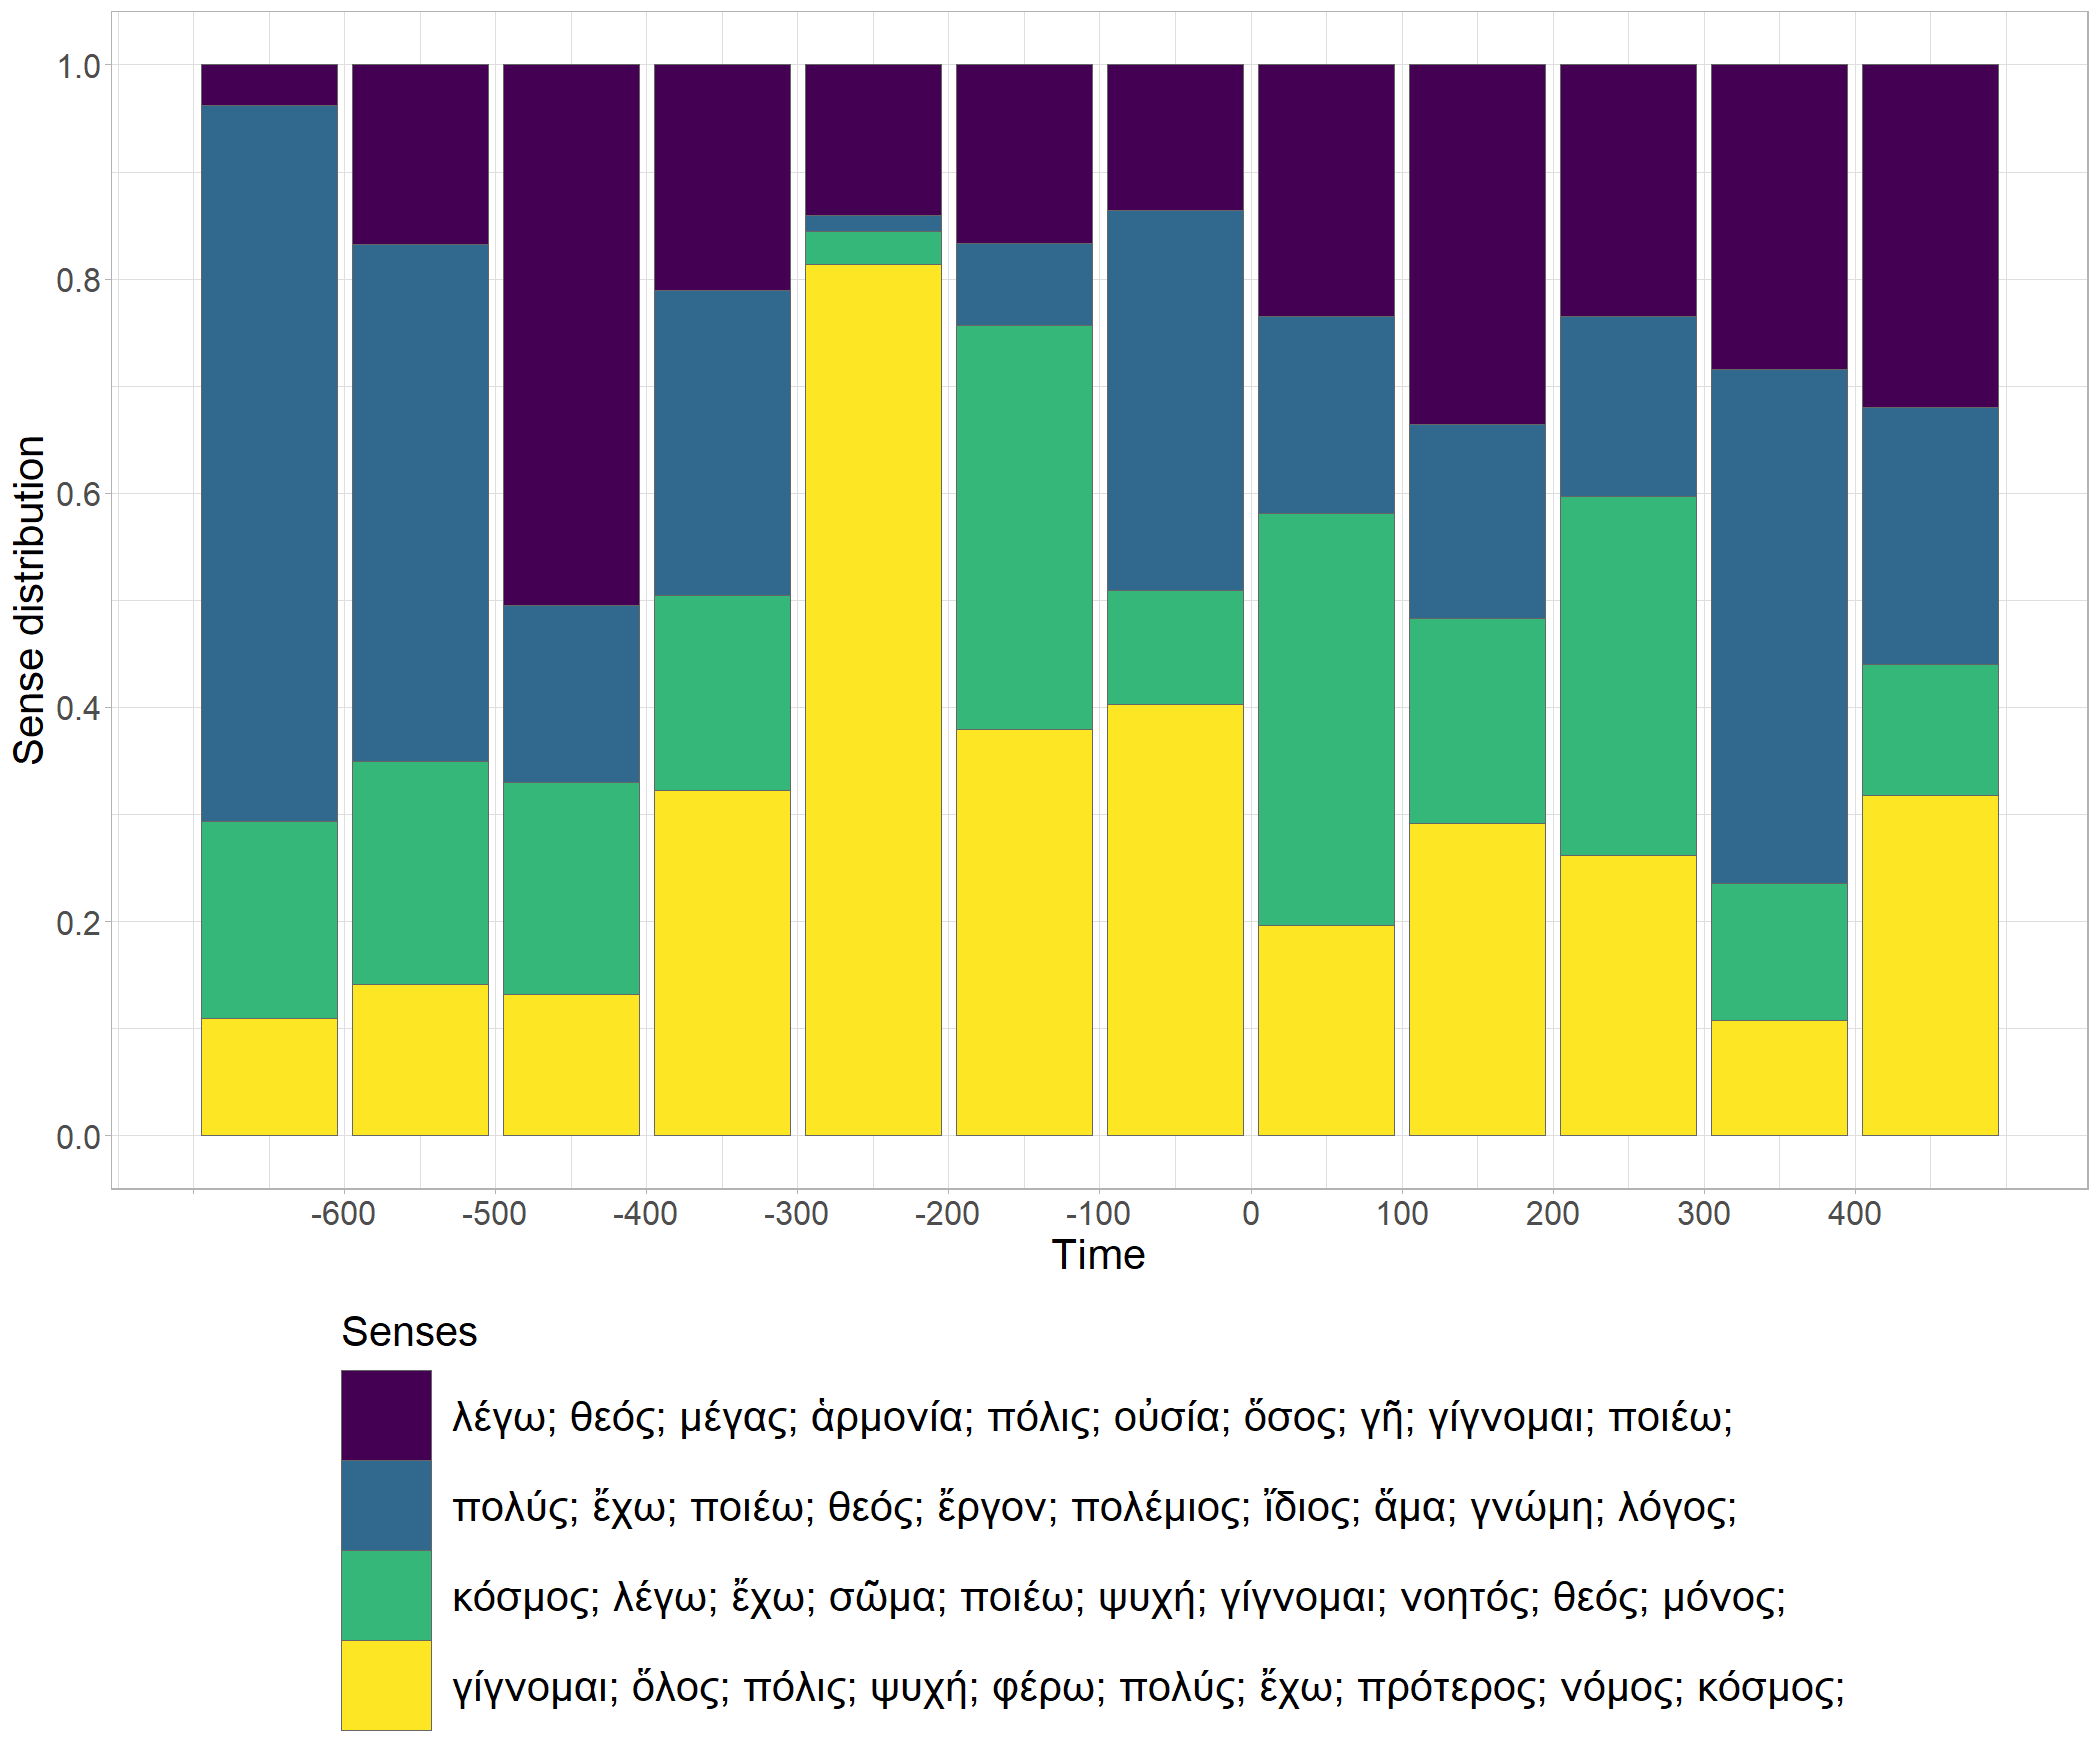 1.0
0.8
0.6
0.4
0.2
0.0
Sense distribution
-600 -500 -400 -300 -200 -100 0 100 200 300 400
Time
Senses
λέγω; θεός; μέγας; ἁρμονία; πόλις; οὐσία; ὅσος; γῆ; γίγνομαι; ποιέω;
πολύς; ἔχω; ποιέω; θεός; ἔργον; πολέμιος; ἴδιος; ἅμα; γνώμη; λόγος;
κόσμος; λέγω; ἔχω; σῶμα; ποιέω; ψυχή; γίγνομαι; νοητός; θεός; μόνος;
γίγνομαι; ὅλος; πόλις; ψυχή; φέρω; πολύς; ἔχω; πρότερος; νόμος; κόσμος;